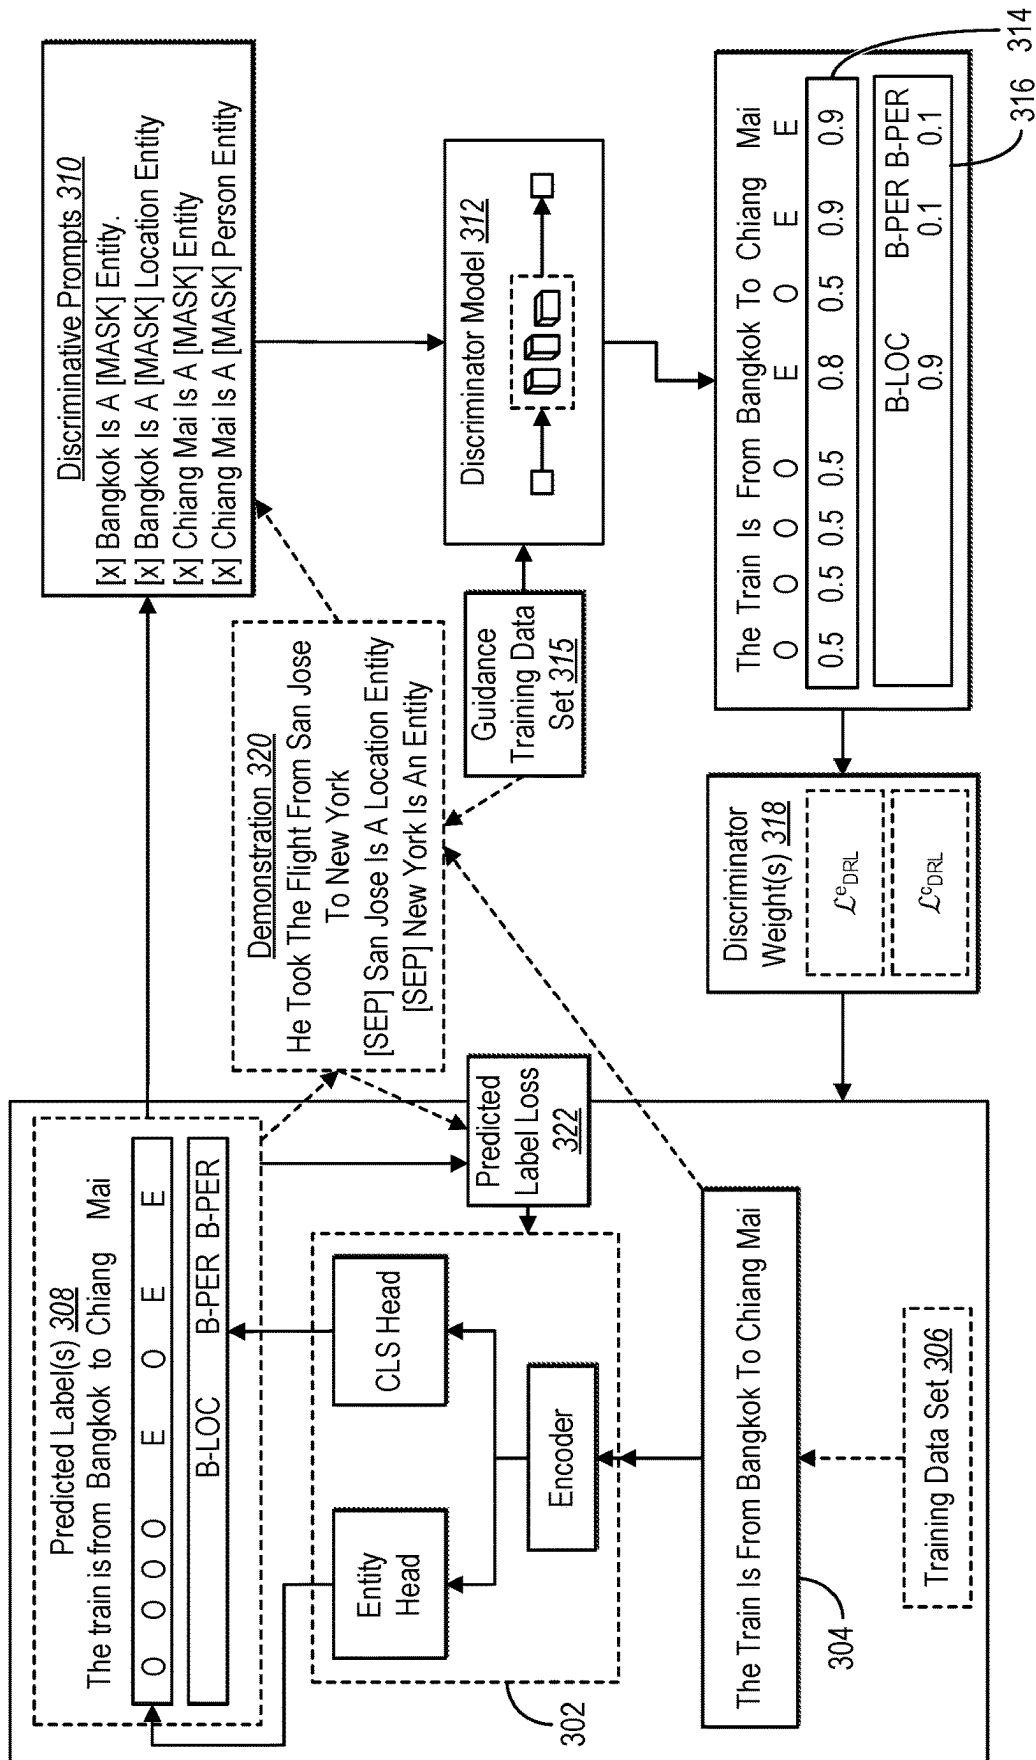 Predicted Label(s) 308
The train is from Bangkok to Chiang Mai
O O O O E O E E
B-LOC B-PER B-PER
Entity
Head
CLS Head
Encoder
302
The Train Is From Bangkok To Chiang Mai
304
Training Data Set 306
Predicted
Label Loss
322
Demonstration 320
He Took The Flight From San Jose
To New York
[SEP] San Jose Is A Location Entity
[SEP] New York Is An Entity
Discriminative Prompts 310
[x] Bangkok Is A [MASK] Entity.
[x] Bangkok Is A [MASK] Location Entity
[x] Chiang Mai Is A [MASK] Entity
[x] Chiang Mai Is A [MASK] Person Entity
Guidance
Training Data
Set 315
Discriminator Model 312
The Train Is From Bangkok To Chiang Mai
O O O O E O E E
0.5 0.5 0.5 0.5 0.8 0.5 0.9 0.9
B-LOC B-PER B-PER
0.9 0.1 0.1
314
316
Discriminator
Weight(s) 318
ℒᵉDRL
ℒᶜDRL